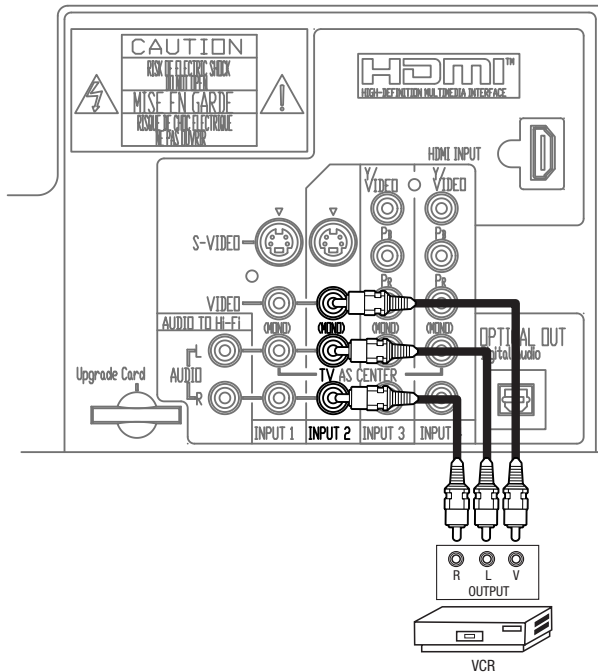 CAUTION
RISK OF ELECTRIC SHOCK
DO NOT OPEN
MISE EN GARDE
RISQUE DE CHOC ELECTRIQUE
NE PAS OUVRIR
HDMI™
HIGH-DEFINITION MULTIMEDIA INTERFACE
HDMI INPUT
Y/
VIDEO
Y/
VIDEO
S-VIDEO
PB
PB
PR
PR
VIDEO
AUDIO TO Hi-Fi
(MONO)
(MONO)
(MONO)
(MONO)
OPTICAL OUT
Digital Audio
L
AUDIO
R
TV AS CENTER
Upgrade Card
INPUT 1
INPUT 2
INPUT 3
INPUT
R
L
V
OUTPUT
VCR